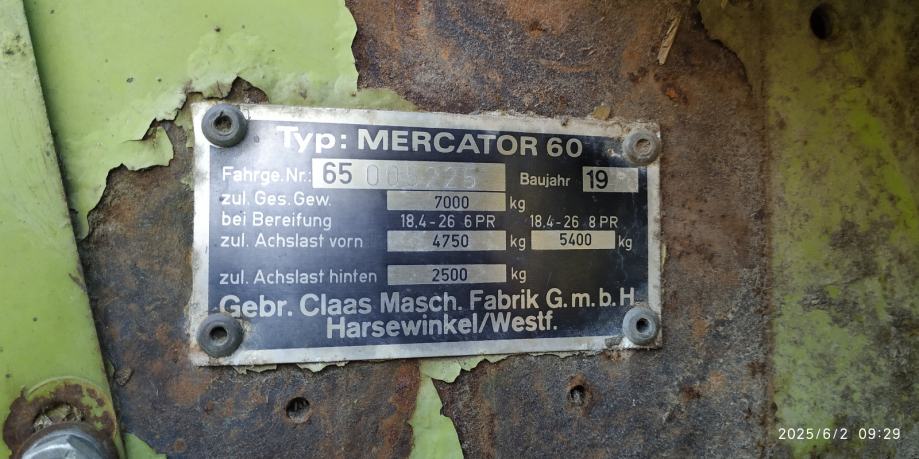 Typ: MERCATOR 60
Fahrge.Nr.: 65 005225 Baujahr 19
zul. Ges. Gew. 7000 kg
bei Bereifung 18.4-26 6 PR 18.4-26 8 PR
zul. Achslast vorn 4750 kg 5400 kg
zul. Achslast hinten 2500 kg
Gebr. Claas Masch. Fabrik G.m.b.H.
Harsewinkel/Westf.
2025/6/2 09:29